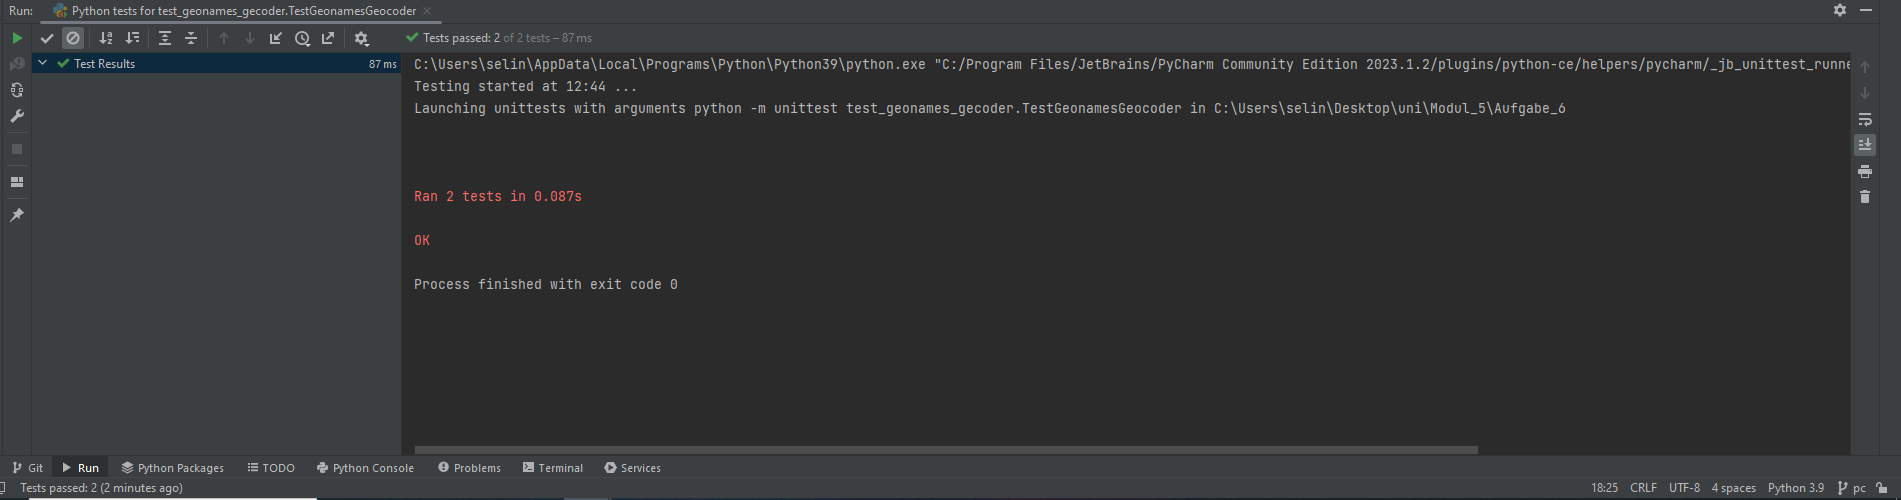 Run: Python tests for test_geonames_gecoder.TestGeonamesGeocoder
Tests passed: 2 of 2 tests – 87 ms
Test Results 87 ms
C:\Users\selin\AppData\Local\Programs\Python\Python39\python.exe "C:/Program Files/JetBrains/PyCharm Community Edition 2023.1.2/plugins/python-ce/helpers/pycharm/_jb_unittest_runne
Testing started at 12:44 ...
Launching unittests with arguments python -m unittest test_geonames_gecoder.TestGeonamesGeocoder in C:\Users\selin\Desktop\uni\Modul_5\Aufgabe_6
Ran 2 tests in 0.087s
OK
Process finished with exit code 0
Git Run Python Packages TODO Python Console Problems Terminal Services
Tests passed: 2 (2 minutes ago) 18:25 CRLF UTF-8 4 spaces Python 3.9 pc